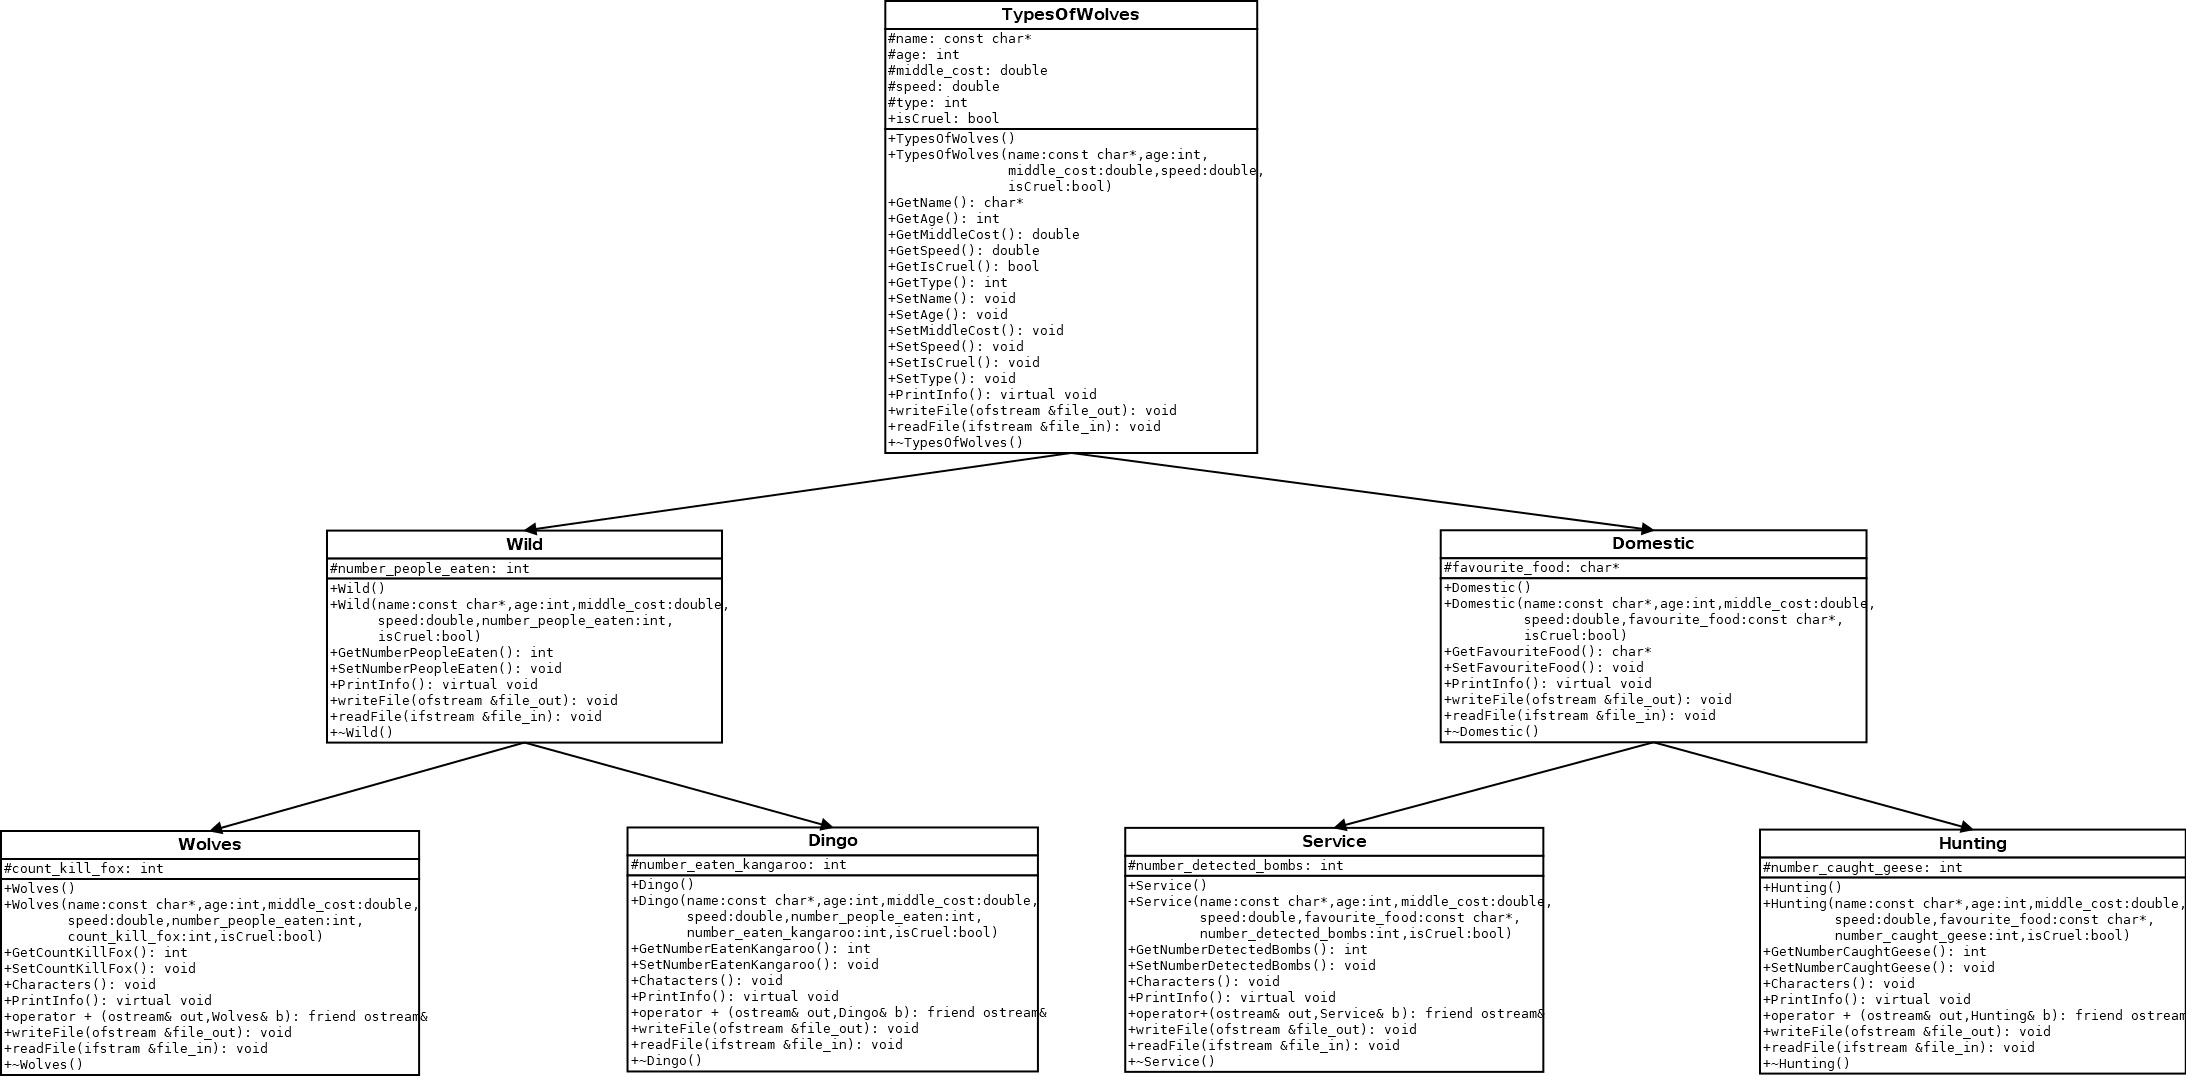 TypesOfWolves
#name: const char*
#age: int
#middle_cost: double
#speed: double
#type: int
+isCruel: bool
+TypesOfWolves()
+TypesOfWolves(name:const char*,age:int,
middle_cost:double,speed:double,
isCruel:bool)
+GetName(): char*
+GetAge(): int
+GetMiddleCost(): double
+GetSpeed(): double
+GetIsCruel(): bool
+GetType(): int
+SetName(): void
+SetAge(): void
+SetMiddleCost(): void
+SetSpeed(): void
+SetIsCruel(): void
+SetType(): void
+PrintInfo(): virtual void
+writeFile(ofstream &file_out): void
+readFile(ifstream &file_in): void
+~TypesOfWolves()
Wild
#number_people_eaten: int
+Wild()
+Wild(name:const char*,age:int,middle_cost:double,
speed:double,number_people_eaten:int,
isCruel:bool)
+GetNumberPeopleEaten(): int
+SetNumberPeopleEaten(): void
+PrintInfo(): virtual void
+writeFile(ofstream &file_out): void
+readFile(ifstream &file_in): void
+~Wild()
Domestic
#favourite_food: char*
+Domestic()
+Domestic(name:const char*,age:int,middle_cost:double,
speed:double,favourite_food:const char*,
isCruel:bool)
+GetFavouriteFood(): char*
+SetFavouriteFood(): void
+PrintInfo(): virtual void
+writeFile(ofstream &file_out): void
+readFile(ifstream &file_in): void
+~Domestic()
Wolves
#count_kill_fox: int
+Wolves()
+Wolves(name:const char*,age:int,middle_cost:double,
speed:double,number_people_eaten:int,
count_kill_fox:int,isCruel:bool)
+GetCountKillFox(): int
+SetCountKillFox(): void
+Characters(): void
+PrintInfo(): virtual void
+operator + (ostream& out,Wolves& b): friend ostream&
+writeFile(ofstream &file_out): void
+readFile(ifstram &file_in): void
+~Wolves()
Dingo
#number_eaten_kangaroo: int
+Dingo()
+Dingo(name:const char*,age:int,middle_cost:double,
speed:double,number_people_eaten:int,
number_eaten_kangaroo:int,isCruel:bool)
+GetNumberEatenKangaroo(): int
+SetNumberEatenKangaroo(): void
+Chatacters(): void
+PrintInfo(): virtual void
+operator + (ostream& out,Dingo& b): friend ostream&
+writeFile(ofstream &file_out): void
+readFile(ifstream &file_in): void
+~Dingo()
Service
#number_detected_bombs: int
+Service()
+Service(name:const char*,age:int,middle_cost:double,
speed:double,favourite_food:const char*,
number_detected_bombs:int,isCruel:bool)
+GetNumberDetectedBombs(): int
+SetNumberDetectedBombs(): void
+Characters(): void
+PrintInfo(): virtual void
+operator+(ostream& out,Service& b): friend ostream&
+writeFile(ofstream &file_out): void
+readFile(ifstream &file_in): void
+~Service()
Hunting
#number_caught_geese: int
+Hunting()
+Hunting(name:const char*,age:int,middle_cost:double,
speed:double,favourite_food:const char*,
number_caught_geese:int,isCruel:bool)
+GetNumberCaughtGeese(): int
+SetNumberCaughtGeese(): void
+Characters(): void
+PrintInfo(): virtual void
+operator + (ostream& out,Hunting& b): friend ostream
+writeFile(ofstream &file_out): void
+readFile(ifstream &file_in): void
+~Hunting()